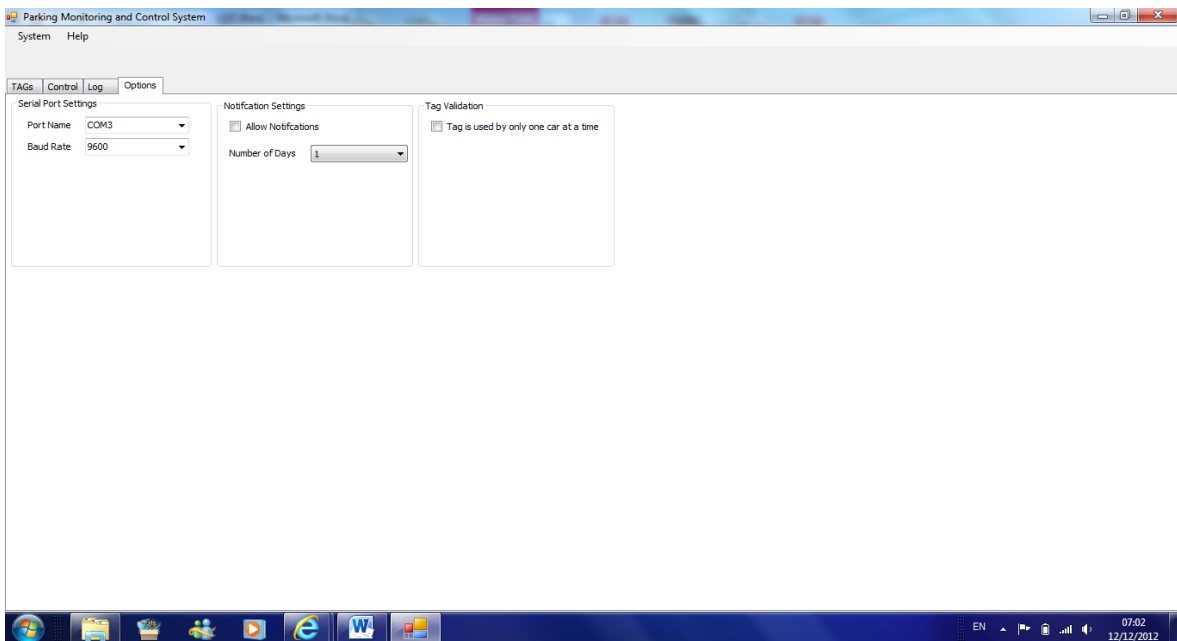 Parking Monitoring and Control System
System Help
TAGs Control Log Options
Serial Port Settings
Port Name COM3
Baud Rate 9600
Notifcation Settings
Allow Notifcations
Number of Days 1
Tag Validation
Tag is used by only one car at a time
EN 07:02
12/12/2012